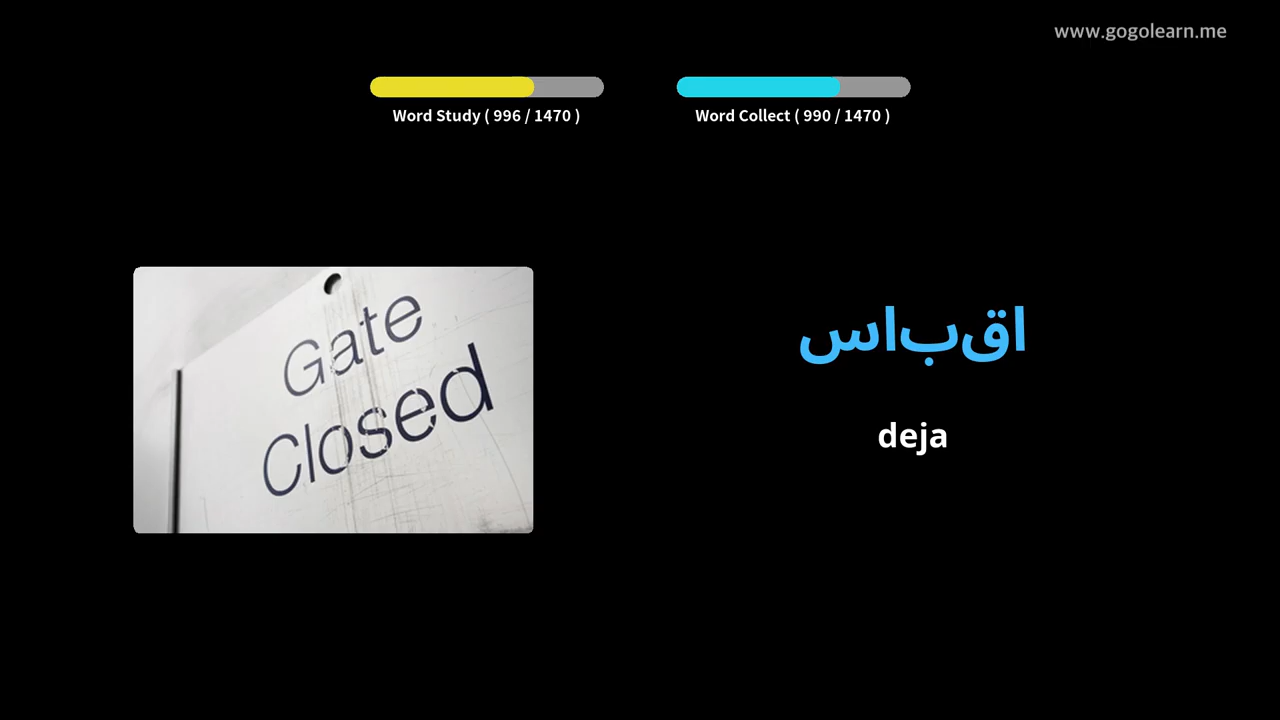 www.gogolearn.me
Word Study ( 996 / 1470 )
Word Collect ( 990 / 1470 )
Gate
Closed
اقباس
deja